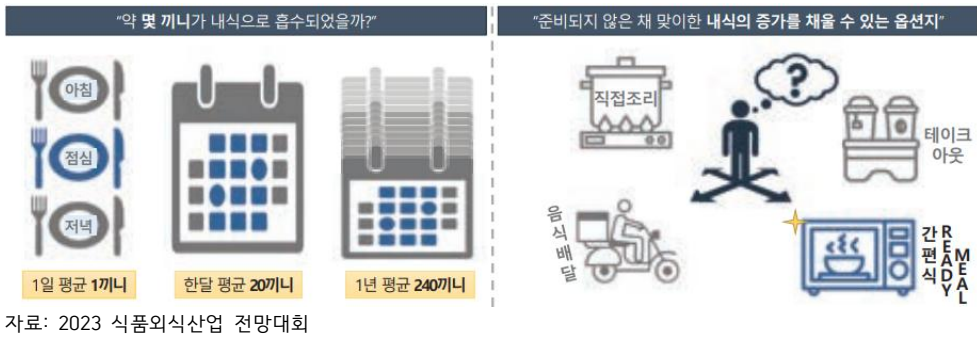 "약 몇 끼니가 내식으로 흡수되었을까?"
아침
점심
저녁
1일 평균 1끼니
한달 평균 20끼니
1년 평균 240끼니
"준비되지 않은 채 맞이한 내식의 증가를 채울 수 있는 옵션지"
직접조리
?
테이크
아웃
음식배달
간편식
READY
MEAL
자료: 2023 식품외식산업 전망대회